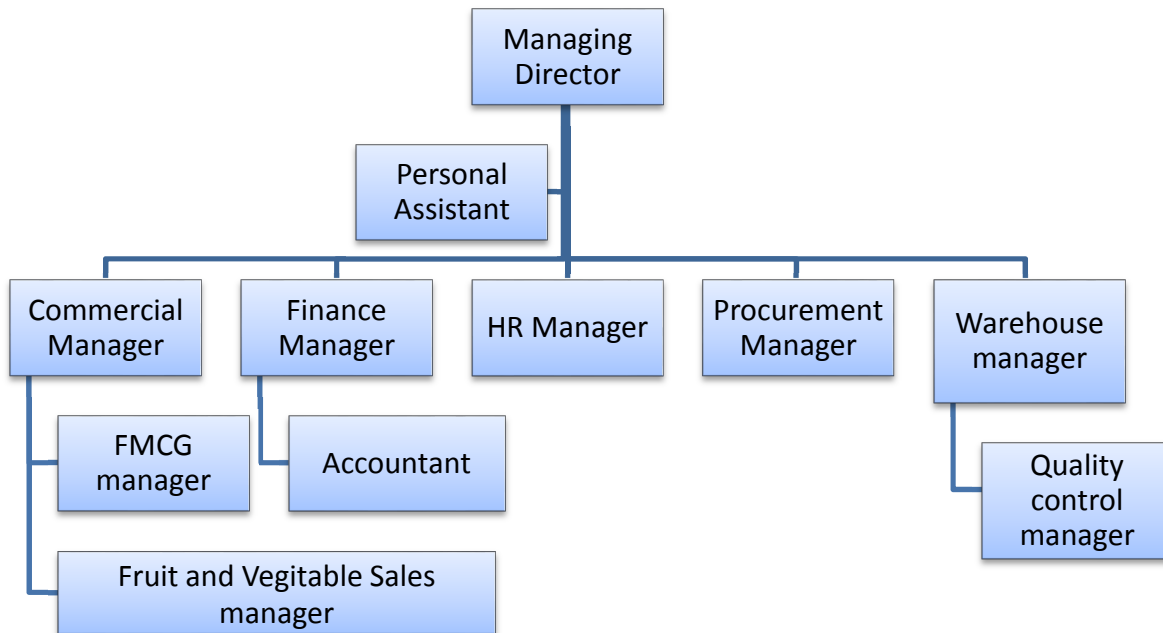 Managing
Director
Personal
Assistant
Commercial
Manager
Finance
Manager
HR Manager
Procurement
Manager
Warehouse
manager
FMCG
manager
Accountant
Quality
control
manager
Fruit and Vegitable Sales
manager